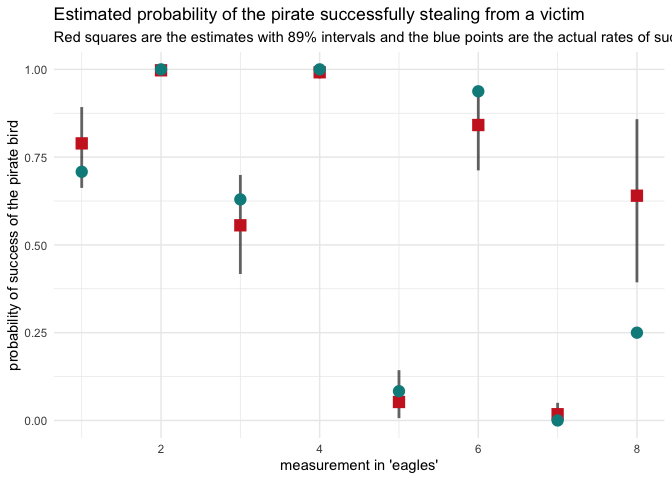 Estimated probability of the pirate successfully stealing from a victim
Red squares are the estimates with 89% intervals and the blue points are the actual rates of suc
1.00
0.75
0.50
0.25
0.00
probability of success of the pirate bird
2 4 6 8
measurement in 'eagles'